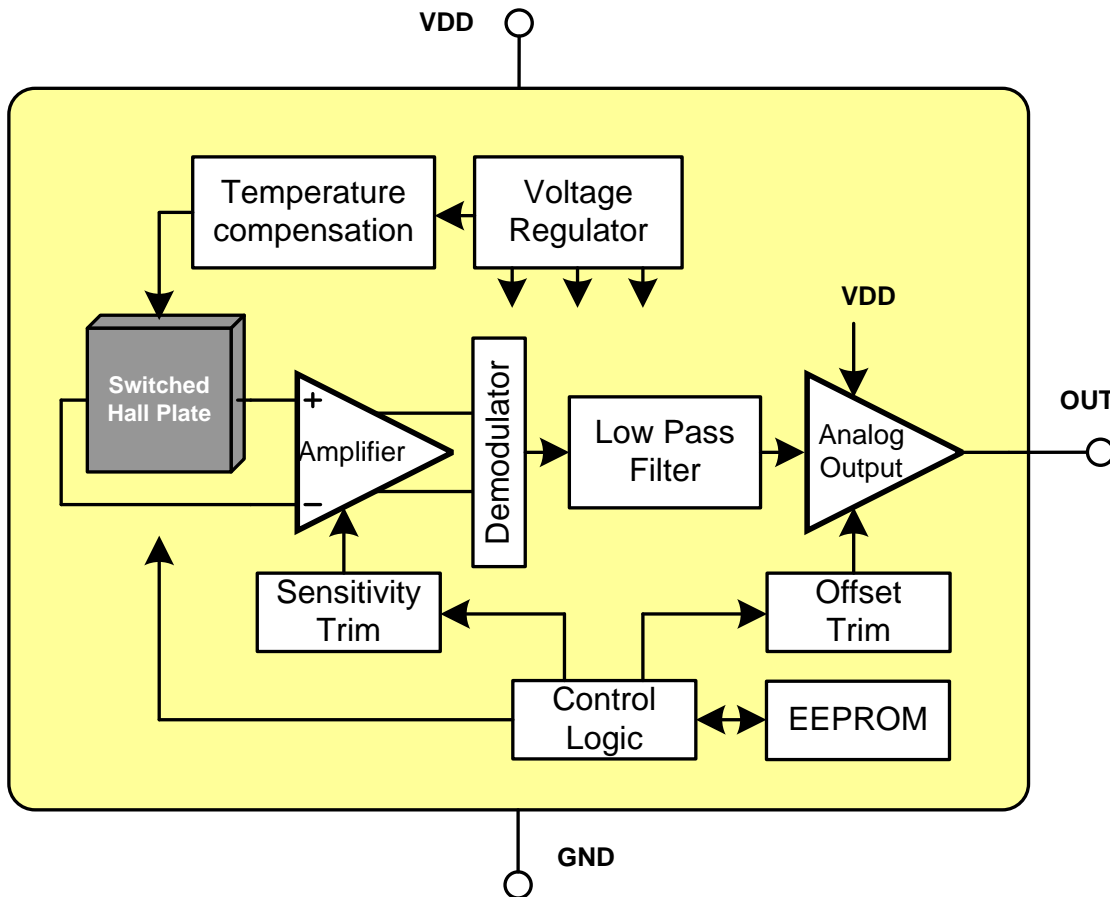 VDD
Temperature
compensation
Voltage
Regulator
VDD
Switched
Hall Plate
+
Amplifier
−
Demodulator
Low Pass
Filter
Analog
Output
OUT
Sensitivity
Trim
Offset
Trim
Control
Logic
EEPROM
GND